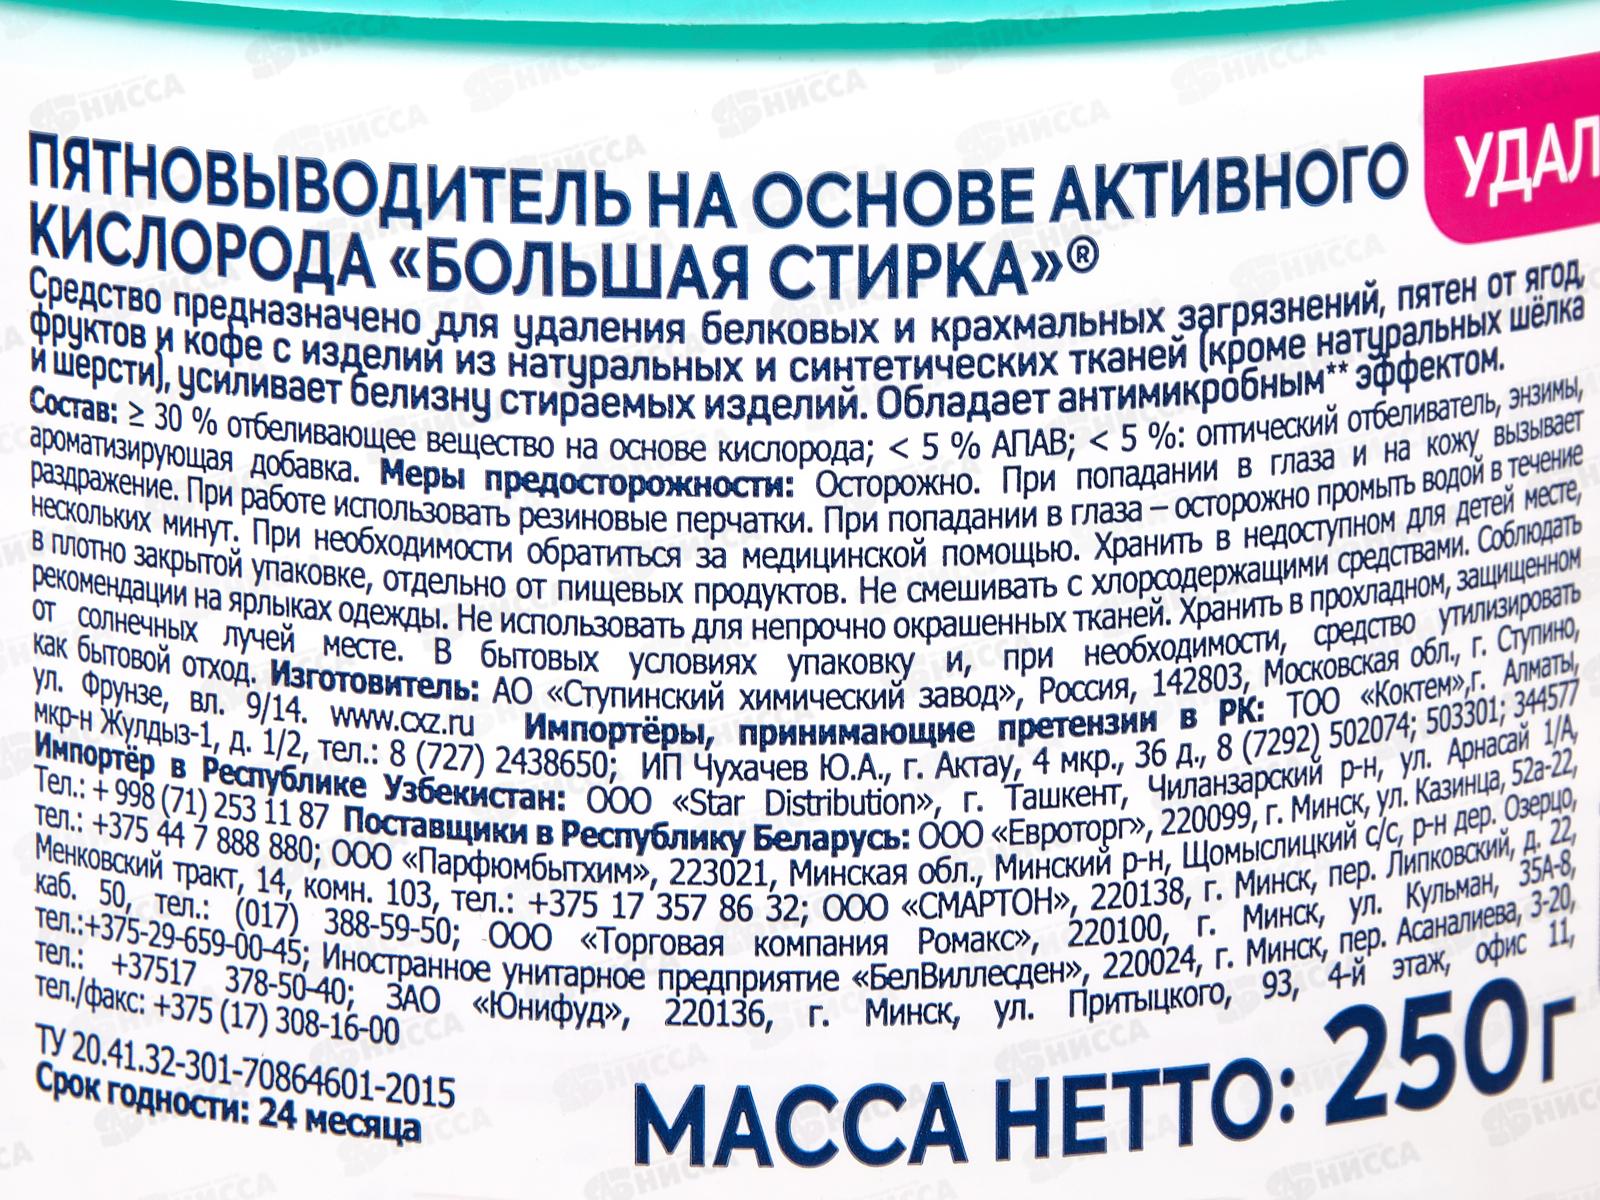 ПЯТНОВЫВОДИТЕЛЬ НА ОСНОВЕ АКТИВНОГО
КИСЛОРОДА «БОЛЬШАЯ СТИРКА»®
УДАЛ
Средство предназначено для удаления белковых и крахмальных загрязнений, пятен от ягод,
фруктов и кофе с изделий из натуральных и синтетических тканей (кроме натуральных шёлка
и шерсти), усиливает белизну стираемых изделий. Обладает антимикробным** эффектом.
Состав: ≥ 30 % отбеливающее вещество на основе кислорода; < 5 % АПАВ; < 5 %: оптический отбеливатель, энзимы,
ароматизирующая добавка. Меры предосторожности: Осторожно. При попадании в глаза и на кожу вызывает
раздражение. При работе использовать резиновые перчатки. При попадании в глаза – осторожно промыть водой в течение
нескольких минут. При необходимости обратиться за медицинской помощью. Хранить в недоступном для детей месте,
в плотно закрытой упаковке, отдельно от пищевых продуктов. Не смешивать с хлорсодержащими средствами. Соблюдать
рекомендации на ярлыках одежды. Не использовать для непрочно окрашенных тканей. Хранить в прохладном, защищенном
от солнечных лучей месте. В бытовых условиях упаковку и, при необходимости, средство утилизировать
как бытовой отход. Изготовитель: АО «Ступинский химический завод», Россия, 142803, Московская обл., г. Ступино,
ул. Фрунзе, вл. 9/14. www.cxz.ru Импортёры, принимающие претензии в РК: ТОО «Коктем»,г. Алматы,
мкр-н Жулдыз-1, д. 1/2, тел.: 8 (727) 2438650; ИП Чухачев Ю.А., г. Актау, 4 мкр., 36 д., 8 (7292) 502074; 503301; 344577
Импортёр в Республике Узбекистан: ООО «Star Distribution», г. Ташкент, Чиланзарский р-н, ул. Арнасай 1/А,
Тел.: + 998 (71) 253 11 87 Поставщики в Республику Беларусь: ООО «Евроторг», 220099, г. Минск, ул. Казинца, 52а-22,
тел.: +375 44 7 888 880; ООО «Парфюмбытхим», 223021, Минская обл., Минский р-н, Щомыслицкий с/с, р-н дер. Озерцо,
Менковский тракт, 14, комн. 103, тел.: +375 17 357 86 32; ООО «СМАРТОН», 220138, г. Минск, пер. Липковский, д. 22,
каб. 50, тел.: (017) 388-59-50; ООО «Торговая компания Ромакс», 220100, г. Минск, ул. Кульман, 35А-8,
тел.:+375-29-659-00-45; Иностранное унитарное предприятие «БелВиллесден», 220024, г. Минск, пер. Асаналиева, 3-20,
тел.: +37517 378-50-40; ЗАО «Юнифуд», 220136, г. Минск, ул. Притыцкого, 93, 4-й этаж, офис 11,
тел./факс: +375 (17) 308-16-00
ТУ 20.41.32-301-70864601-2015
Срок годности: 24 месяца
МАССА НЕТТО: 250г